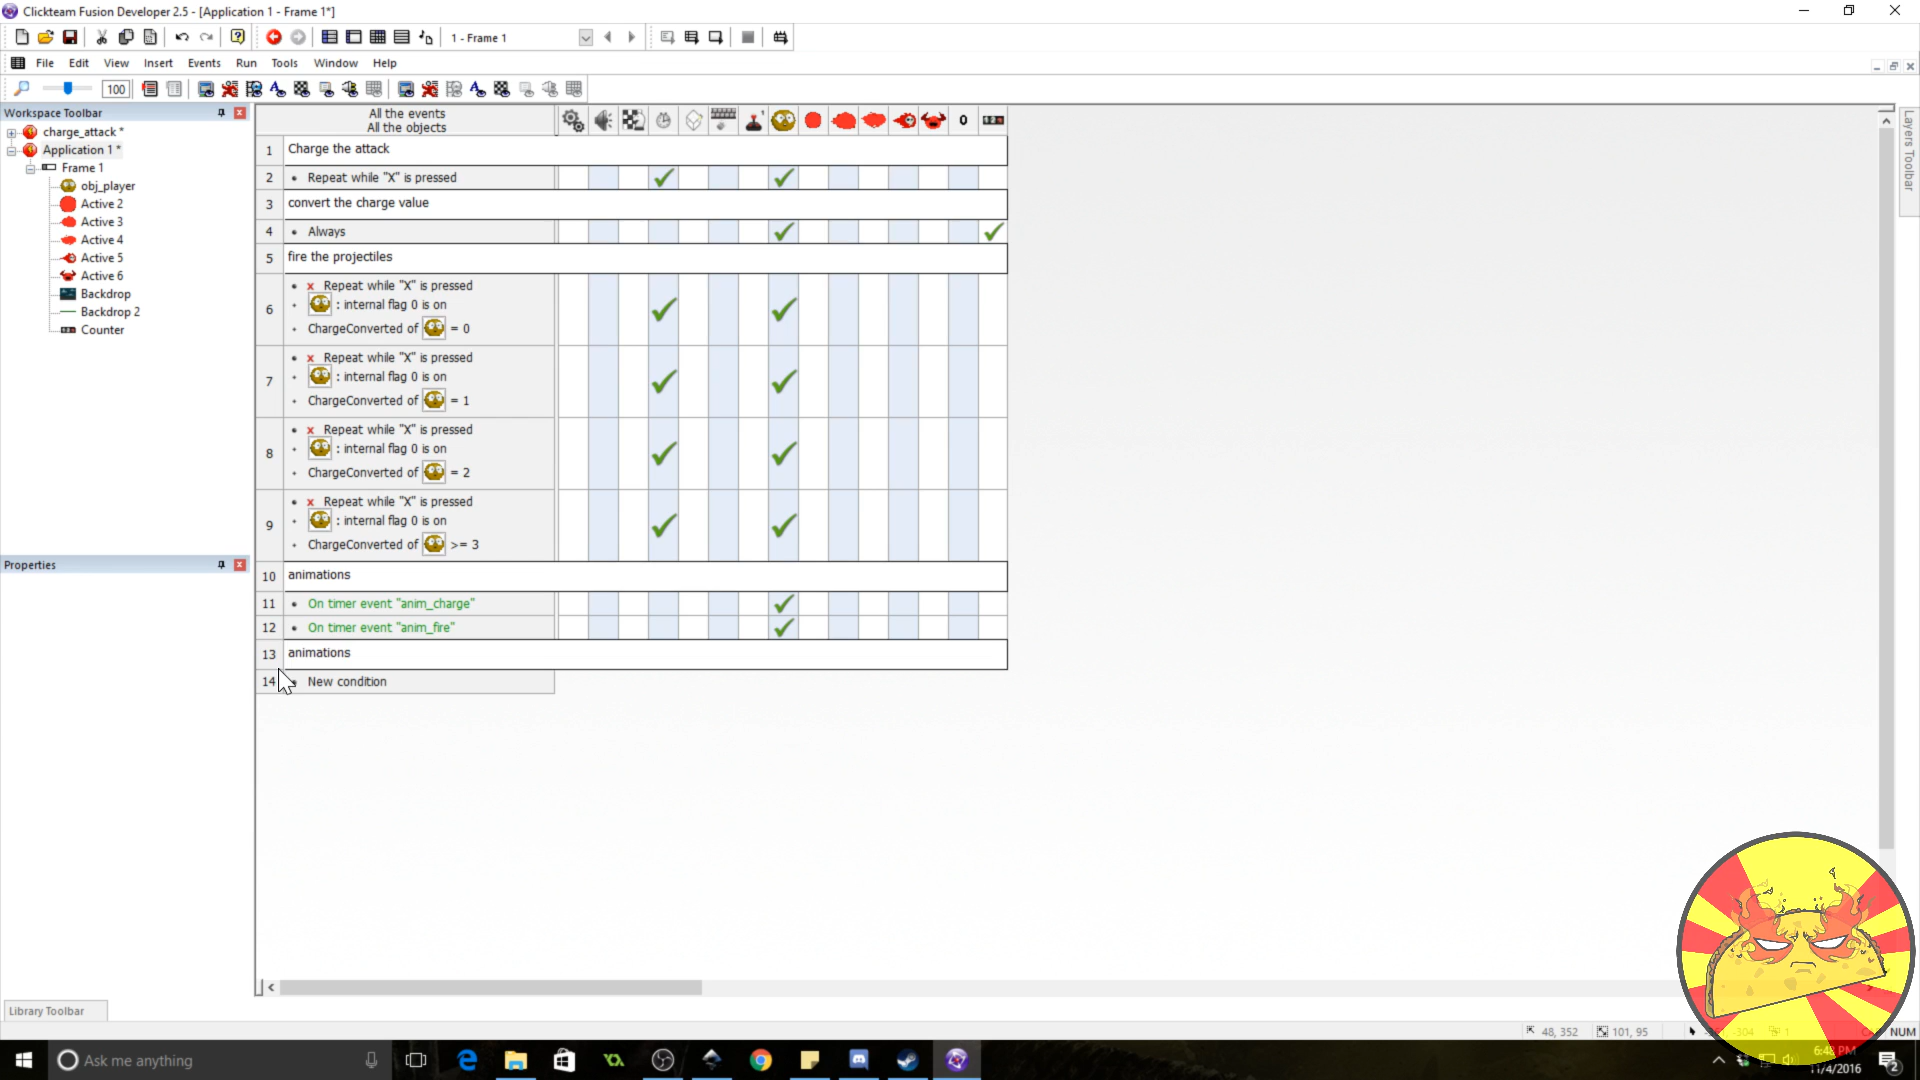 Clickteam Fusion Developer 2.5 - [Application 1 - Frame 1*]
1 - Frame 1
File Edit View Insert Events Run Tools Window Help
100
Workspace Toolbar
charge_attack *
Application 1 *
Frame 1
obj_player
Active 2
Active 3
Active 4
Active 5
Active 6
Backdrop
Backdrop 2
Counter
Properties
Library Toolbar
All the events
All the objects
0
1 Charge the attack
2 • Repeat while "X" is pressed
3 convert the charge value
4 • Always
5 fire the projectiles
6
• x Repeat while "X" is pressed
: internal flag 0 is on
ChargeConverted of = 0
7
• x Repeat while "X" is pressed
: internal flag 0 is on
ChargeConverted of = 1
8
• x Repeat while "X" is pressed
: internal flag 0 is on
ChargeConverted of = 2
9
• x Repeat while "X" is pressed
: internal flag 0 is on
ChargeConverted of >= 3
10 animations
11 • On timer event "anim_charge"
12 • On timer event "anim_fire"
13 animations
14 • New condition
Layers Toolbar
48, 352
101, 95
NUM
Ask me anything
11/4/2016
2